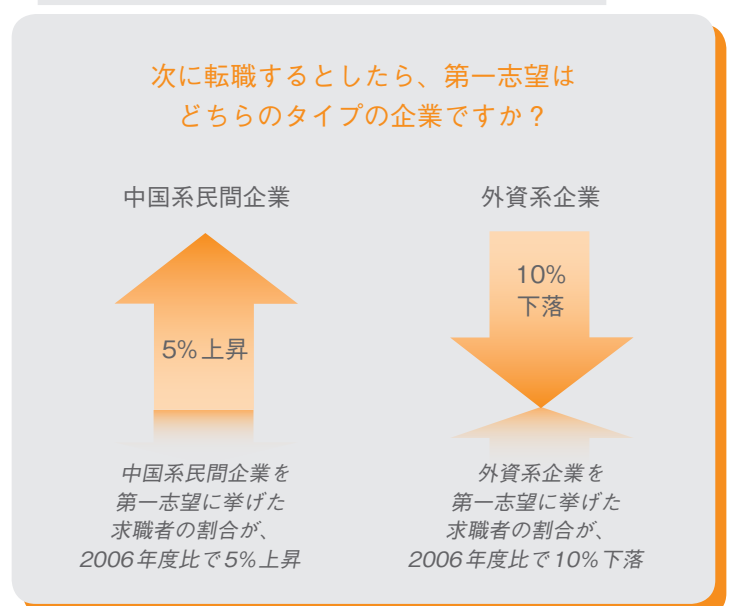 次に転職するとしたら、第一志望は
どちらのタイプの企業ですか？
中国系民間企業
5%上昇
中国系民間企業を
第一志望に挙げた
求職者の割合が、
2006年度比で5%上昇
外資系企業
10%
下落
外資系企業を
第一志望に挙げた
求職者の割合が、
2006年度比で10%下落